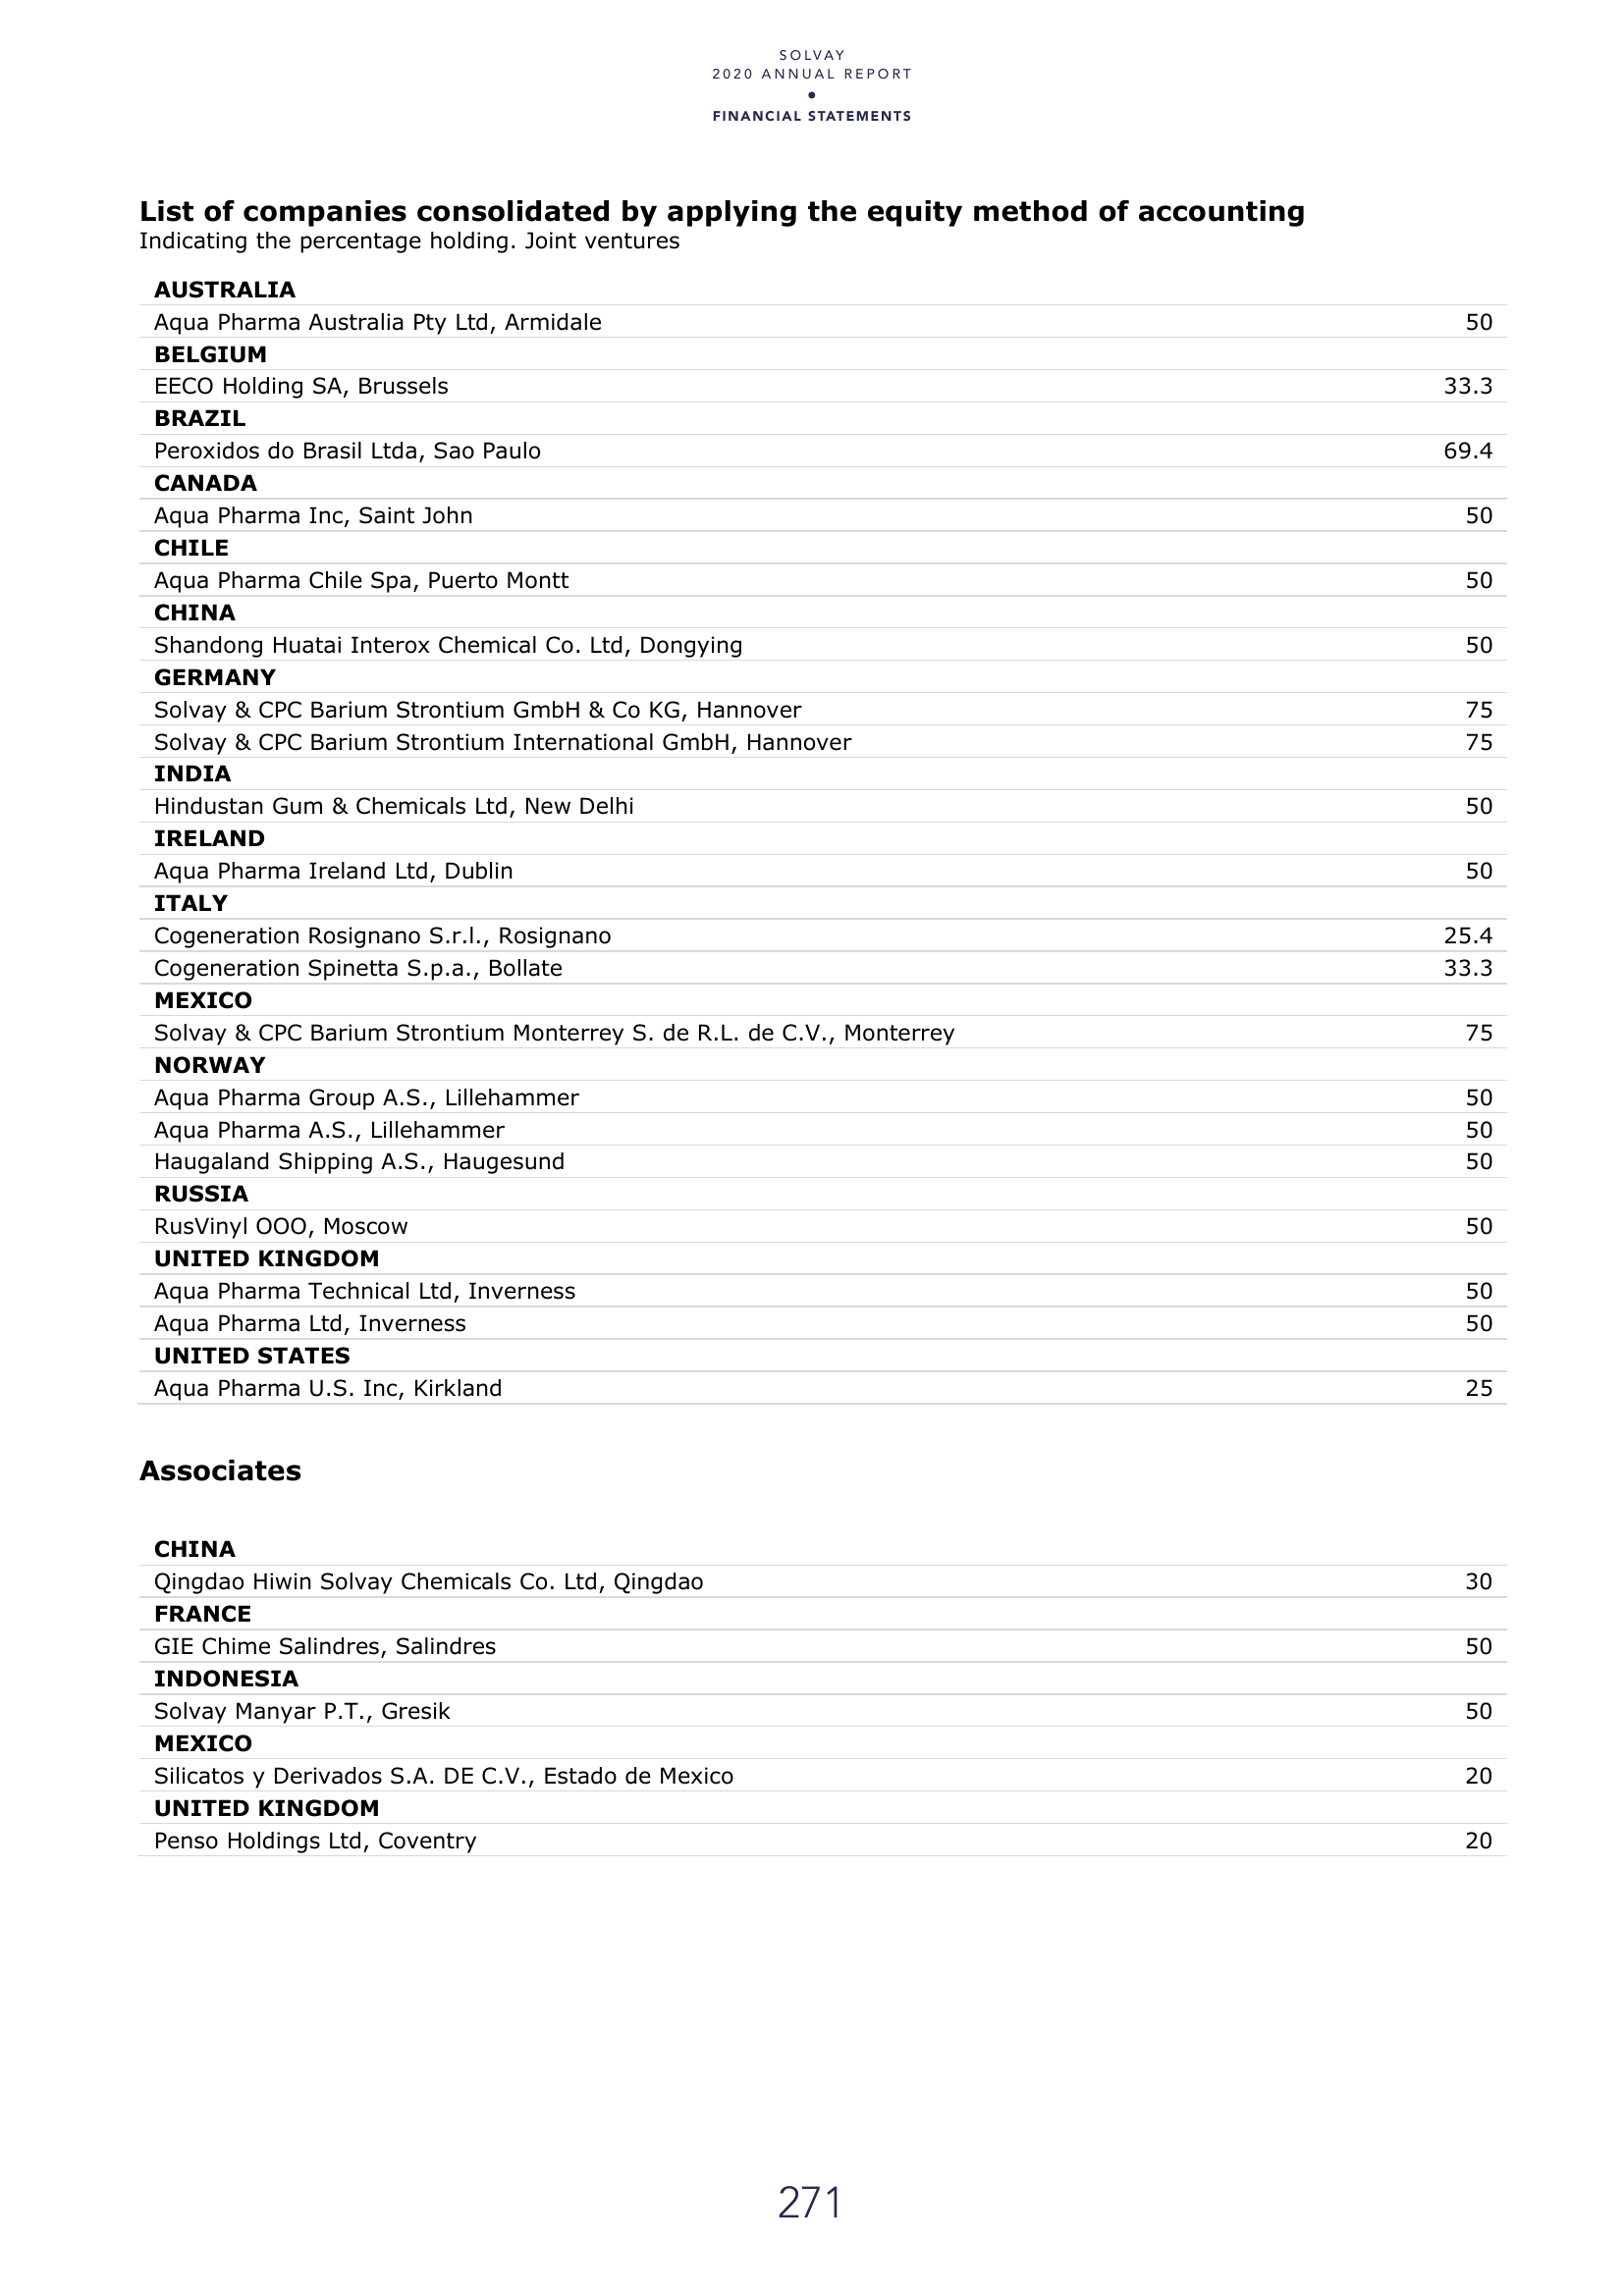 SOLVAY
2020 ANNUAL REPORT
•
FINANCIAL STATEMENTS
List of companies consolidated by applying the equity method of accounting
Indicating the percentage holding. Joint ventures
AUSTRALIA
Aqua Pharma Australia Pty Ltd, Armidale 50
BELGIUM
EECO Holding SA, Brussels 33.3
BRAZIL
Peroxidos do Brasil Ltda, Sao Paulo 69.4
CANADA
Aqua Pharma Inc, Saint John 50
CHILE
Aqua Pharma Chile Spa, Puerto Montt 50
CHINA
Shandong Huatai Interox Chemical Co. Ltd, Dongying 50
GERMANY
Solvay & CPC Barium Strontium GmbH & Co KG, Hannover 75
Solvay & CPC Barium Strontium International GmbH, Hannover 75
INDIA
Hindustan Gum & Chemicals Ltd, New Delhi 50
IRELAND
Aqua Pharma Ireland Ltd, Dublin 50
ITALY
Cogeneration Rosignano S.r.l., Rosignano 25.4
Cogeneration Spinetta S.p.a., Bollate 33.3
MEXICO
Solvay & CPC Barium Strontium Monterrey S. de R.L. de C.V., Monterrey 75
NORWAY
Aqua Pharma Group A.S., Lillehammer 50
Aqua Pharma A.S., Lillehammer 50
Haugaland Shipping A.S., Haugesund 50
RUSSIA
RusVinyl OOO, Moscow 50
UNITED KINGDOM
Aqua Pharma Technical Ltd, Inverness 50
Aqua Pharma Ltd, Inverness 50
UNITED STATES
Aqua Pharma U.S. Inc, Kirkland 25
Associates
CHINA
Qingdao Hiwin Solvay Chemicals Co. Ltd, Qingdao 30
FRANCE
GIE Chime Salindres, Salindres 50
INDONESIA
Solvay Manyar P.T., Gresik 50
MEXICO
Silicatos y Derivados S.A. DE C.V., Estado de Mexico 20
UNITED KINGDOM
Penso Holdings Ltd, Coventry 20
271